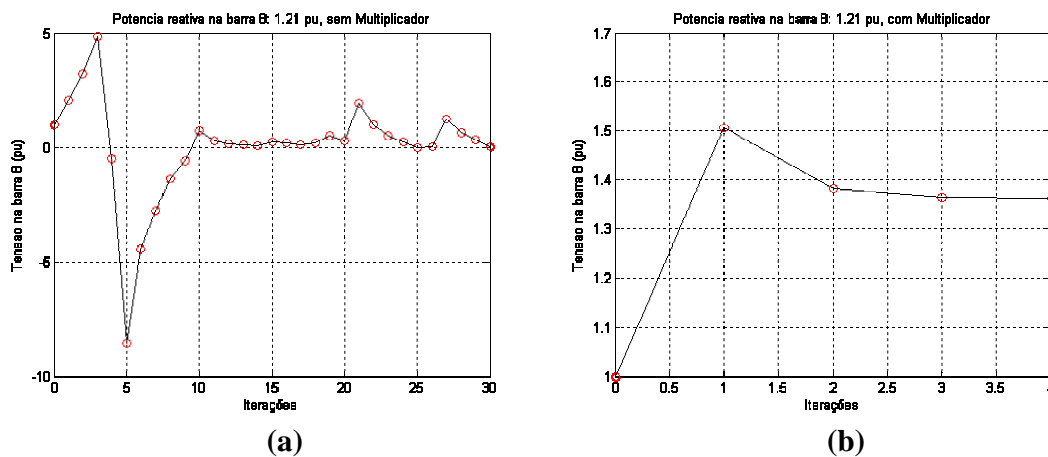 Potencia reativa na barra 8: 1.21 pu, sem Multiplicador
5
0
-5
-10
Tensao na barra 8 (pu)
0 5 10 15 20 25 30
Iterações
(a)
Potencia reativa na barra 8: 1.21 pu, com Multiplicador
1.7
1.6
1.5
1.4
1.3
1.2
1.1
1
Tensao na barra 8 (pu)
0 0.5 1 1.5 2 2.5 3 3.5
Iterações
(b)